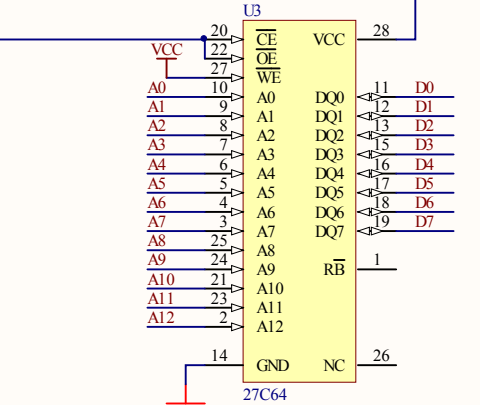 U3
20 CE VCC 28
22 OE
VCC
27 WE
A0 10 A0 DQ0 11 D0
A1 9 A1 DQ1 12 D1
A2 8 A2 DQ2 13 D2
A3 7 A3 DQ3 15 D3
A4 6 A4 DQ4 16 D4
A5 5 A5 DQ5 17 D5
A6 4 A6 DQ6 18 D6
A7 3 A7 DQ7 19 D7
A8 25 A8
A9 24 A9 RB 1
A10 21 A10
A11 23 A11
A12 2 A12
14 GND NC 26
27C64